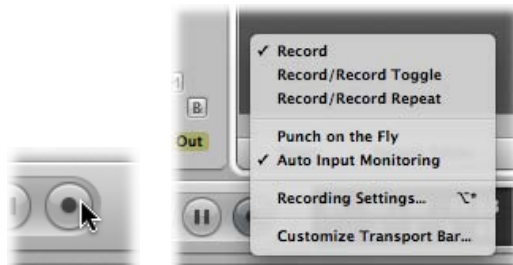 ✓ Record
Record/Record Toggle
Record/Record Repeat
Punch on the Fly
✓ Auto Input Monitoring
Recording Settings... ⌥*
Customize Transport Bar...
B
Out